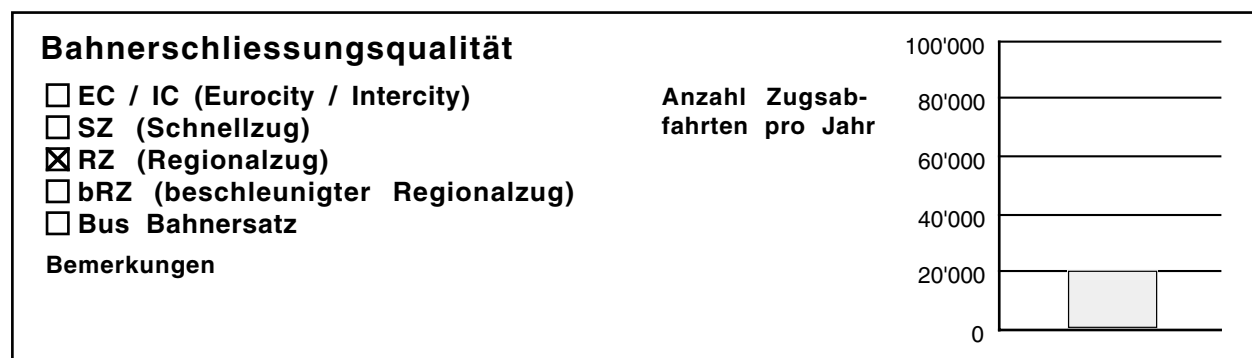 Bahnerschliessungsqualität
EC / IC (Eurocity / Intercity)
SZ (Schnellzug)
RZ (Regionalzug)
bRZ (beschleunigter Regionalzug)
Bus Bahnersatz
Bemerkungen
Anzahl Zugsab-
fahrten pro Jahr
100'000
80'000
60'000
40'000
20'000
0